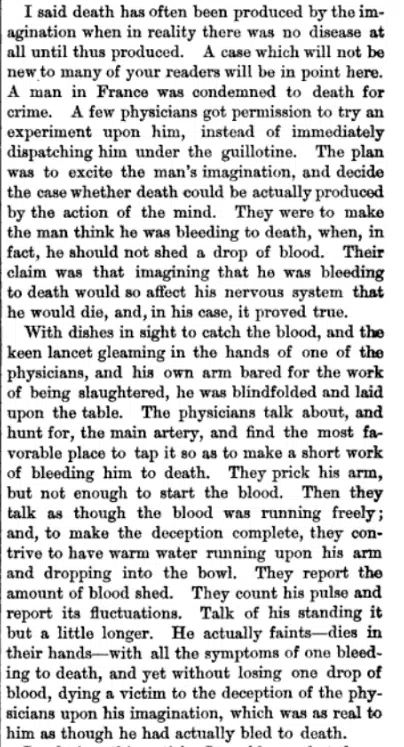 I said death has often been produced by the im-
agination when in reality there was no disease at
all until thus produced. A case which will not be
new to many of your readers will be in point here.
A man in France was condemned to death for
crime. A few physicians got permission to try an
experiment upon him, instead of immediately
dispatching him under the guillotine. The plan
was to excite the man's imagination, and decide
the case whether death could be actually produced
by the action of the mind. They were to make
the man think he was bleeding to death, when, in
fact, he should not shed a drop of blood. Their
claim was that imagining that he was bleeding
to death would so affect his nervous system that
he would die, and, in his case, it proved true.
With dishes in sight to catch the blood, and the
keen lancet gleaming in the hands of one of the
physicians, and his own arm bared for the work
of being slaughtered, he was blindfolded and laid
upon the table. The physicians talk about, and
hunt for, the main artery, and find the most fa-
vorable place to tap it so as to make a short work
of bleeding him to death. They prick his arm,
but not enough to start the blood. Then they
talk as though the blood was running freely;
and, to make the deception complete, they con-
trive to have warm water running upon his arm
and dropping into the bowl. They report the
amount of blood shed. They count his pulse and
report its fluctuations. Talk of his standing it
but a little longer. He actually faints—dies in
their hands—with all the symptoms of one bleed-
ing to death, and yet without losing one drop of
blood, dying a victim to the deception of the phy-
sicians upon his imagination, which was as real to
him as though he had actually bled to death.